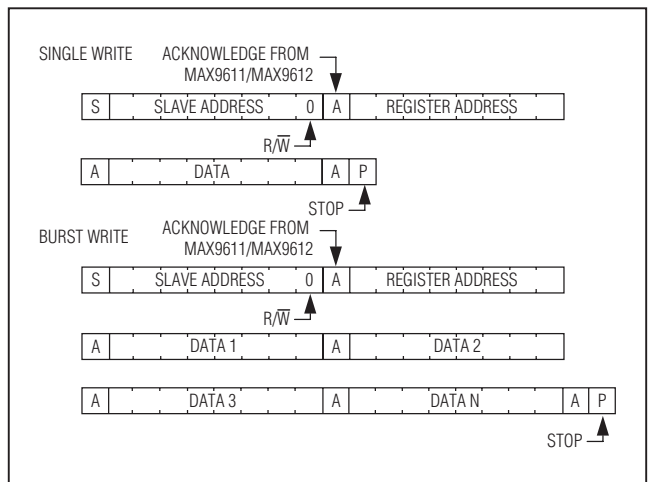 SINGLE WRITE ACKNOWLEDGE FROM
MAX9611/MAX9612
S SLAVE ADDRESS 0 A REGISTER ADDRESS
R/W̅
A DATA A P
STOP
BURST WRITE ACKNOWLEDGE FROM
MAX9611/MAX9612
S SLAVE ADDRESS 0 A REGISTER ADDRESS
R/W̅
A DATA 1 A DATA 2
A DATA 3 A DATA N A P
STOP